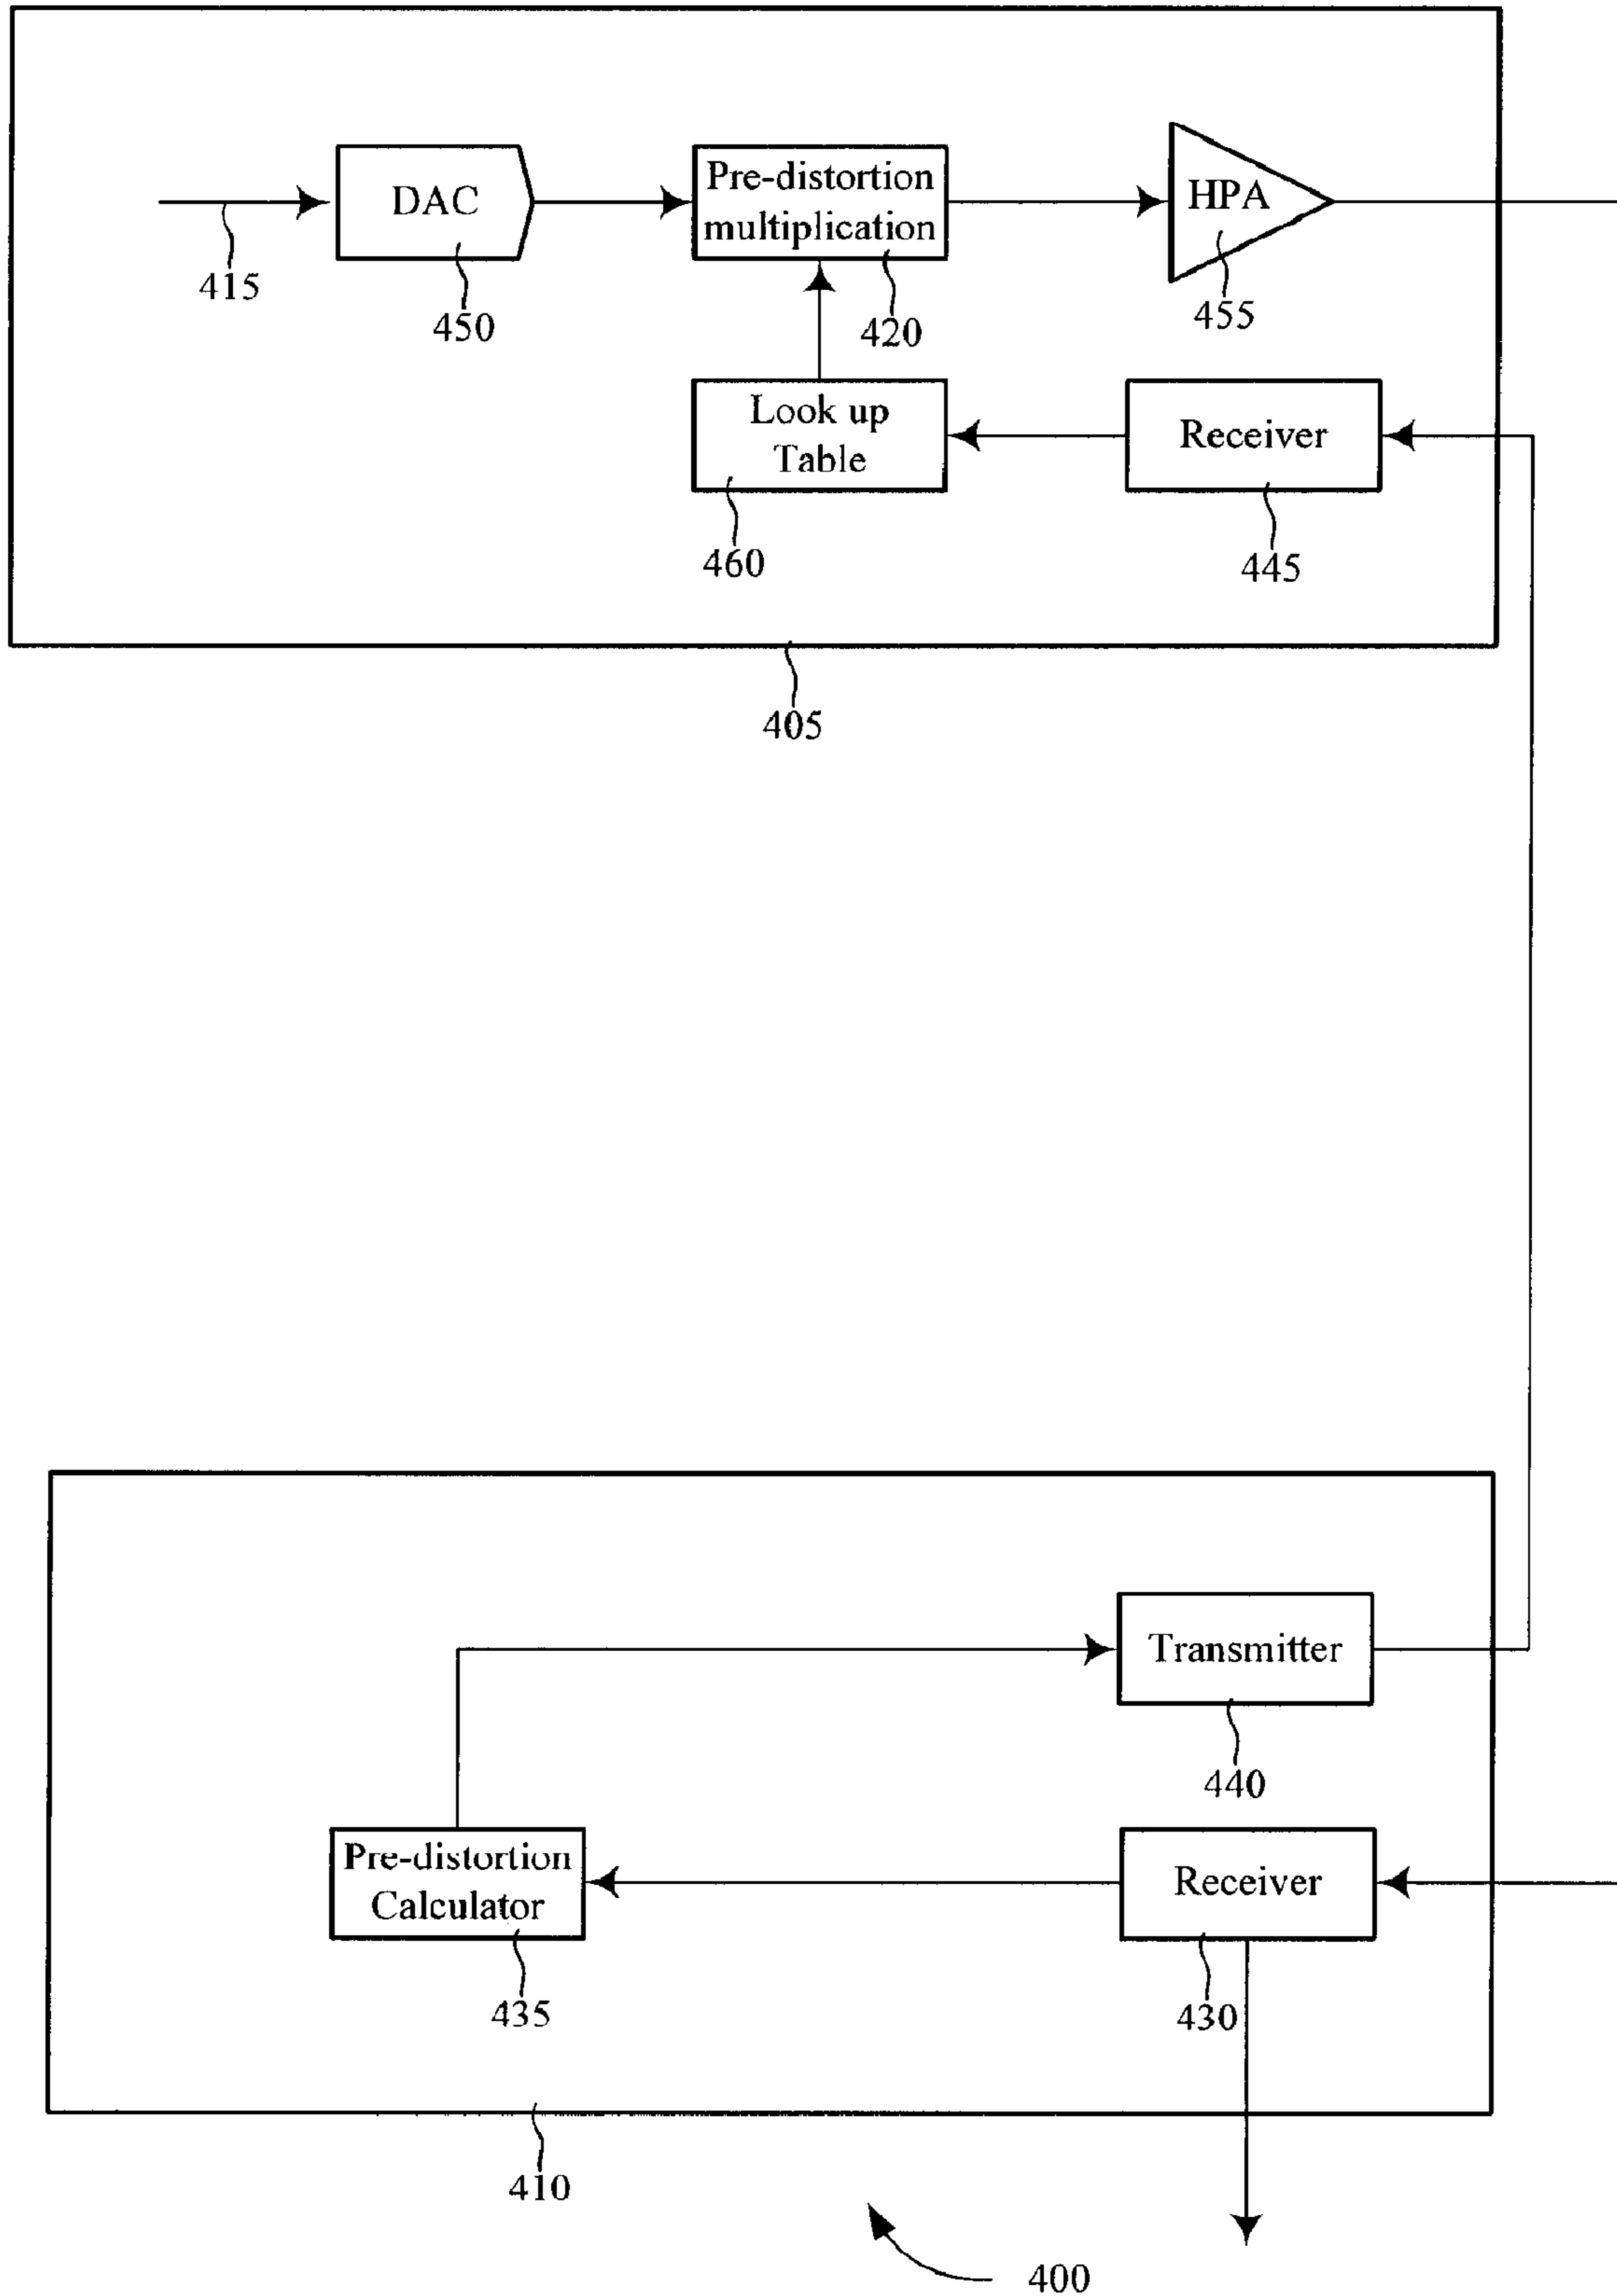 DAC
Pre-distortion
multiplication
HPA
415
450
420
455
Look up
Table
Receiver
460
445
405
Transmitter
440
Pre-distortion
Calculator
Receiver
435
430
410
400